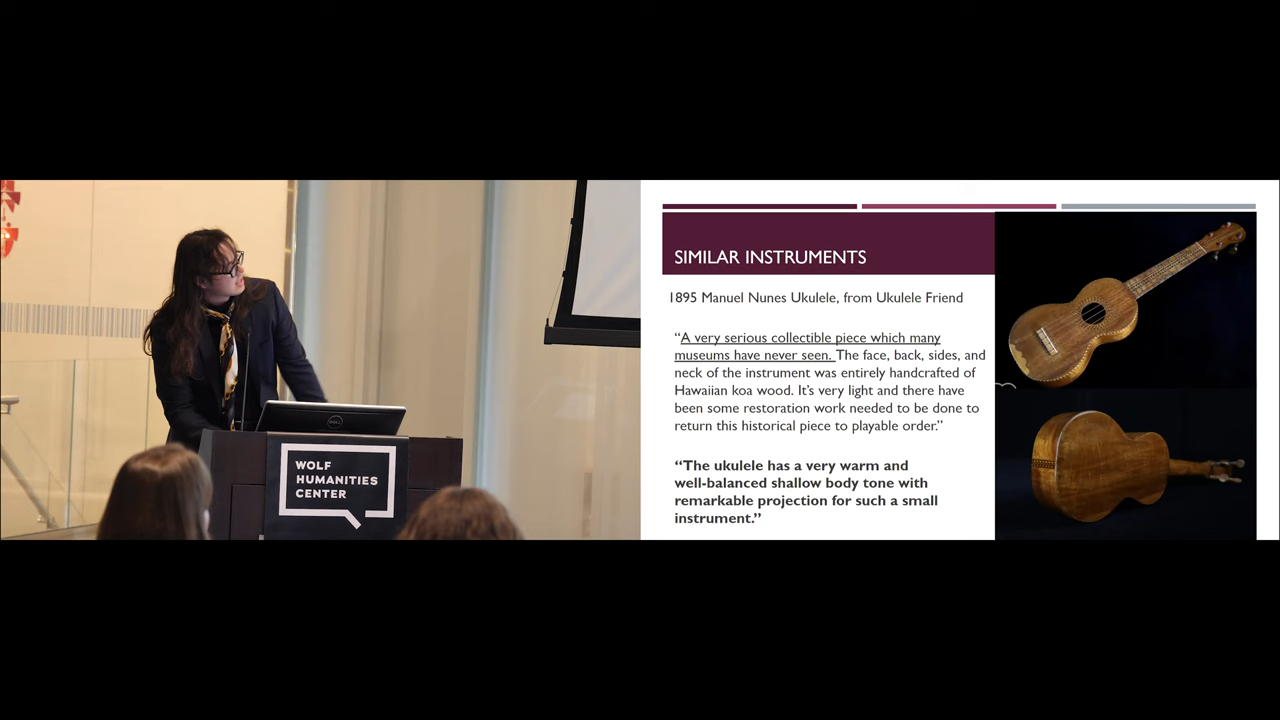 WOLF
HUMANITIES
CENTER
DELL
SIMILAR INSTRUMENTS
1895 Manuel Nunes Ukulele, from Ukulele Friend
“A very serious collectible piece which many
museums have never seen. The face, back, sides, and
neck of the instrument was entirely handcrafted of
Hawaiian koa wood. It’s very light and there have
been some restoration work needed to be done to
return this historical piece to playable order.”
“The ukulele has a very warm and
well-balanced shallow body tone with
remarkable projection for such a small
instrument.”